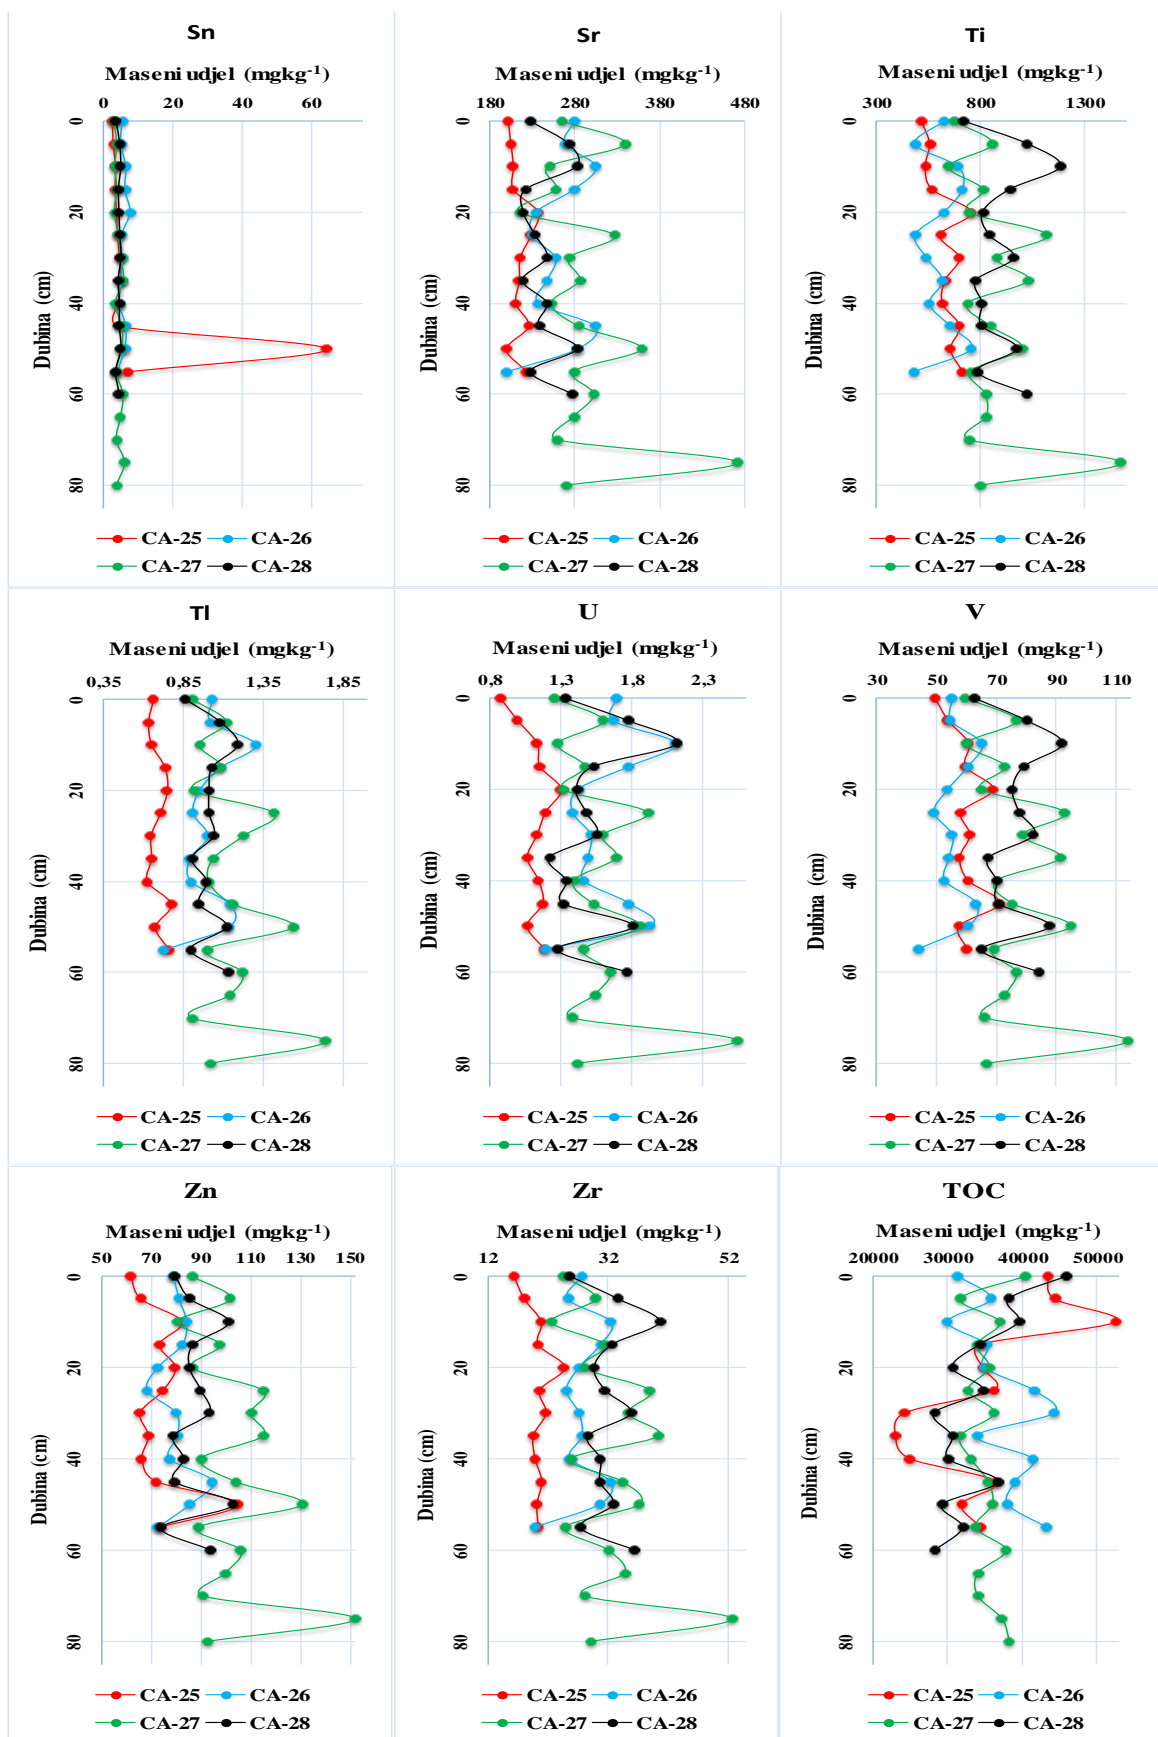 Sn
Maseni udjel (mgkg⁻¹)
0 20 40 60
0
20
40
60
80
Dubina (cm)
CA-25 CA-26
CA-27 CA-28
Sr
Maseni udjel (mgkg⁻¹)
180 280 380 480
0
20
40
60
80
Dubina (cm)
CA-25 CA-26
CA-27 CA-28
Ti
Maseni udjel (mgkg⁻¹)
300 800 1300
0
20
40
60
80
Dubina (cm)
CA-25 CA-26
CA-27 CA-28
Tl
Maseni udjel (mgkg⁻¹)
0,35 0,85 1,35 1,85
0
20
40
60
80
Dubina (cm)
CA-25 CA-26
CA-27 CA-28
U
Maseni udjel (mgkg⁻¹)
0,8 1,3 1,8 2,3
0
20
40
60
80
Dubina (cm)
CA-25 CA-26
CA-27 CA-28
V
Maseni udjel (mgkg⁻¹)
30 50 70 90 110
0
20
40
60
80
Dubina (cm)
CA-25 CA-26
CA-27 CA-28
Zn
Maseni udjel (mgkg⁻¹)
50 70 90 110 130 150
0
20
40
60
80
Dubina (cm)
CA-25 CA-26
CA-27 CA-28
Zr
Maseni udjel (mgkg⁻¹)
12 32 52
0
20
40
60
80
Dubina (cm)
CA-25 CA-26
CA-27 CA-28
TOC
Maseni udjel (mgkg⁻¹)
20000 30000 40000 50000
0
20
40
60
80
Dubina (cm)
CA-25 CA-26
CA-27 CA-28